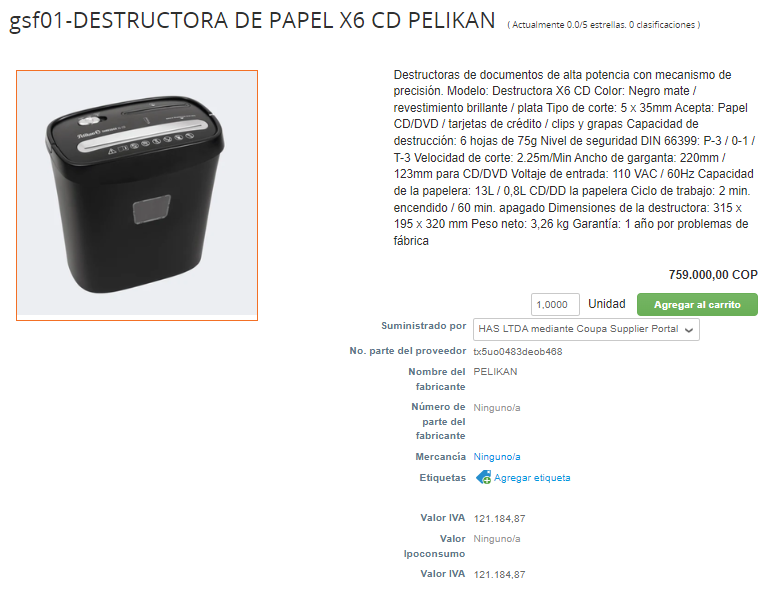 gsf01-DESTRUCTORA DE PAPEL X6 CD PELIKAN ( Actualmente 0.0/5 estrellas. 0 clasificaciones )
Destructoras de documentos de alta potencia con mecanismo de
precisión. Modelo: Destructora X6 CD Color: Negro mate /
revestimiento brillante / plata Tipo de corte: 5 x 35mm Acepta: Papel
CD/DVD / tarjetas de crédito / clips y grapas Capacidad de
destrucción: 6 hojas de 75g Nivel de seguridad DIN 66399: P-3 / 0-1 /
T-3 Velocidad de corte: 2.25m/Min Ancho de garganta: 220mm /
123mm para CD/DVD Voltaje de entrada: 110 VAC / 60Hz Capacidad
de la papelera: 13L / 0,8L CD/DD la papelera Ciclo de trabajo: 2 min.
encendido / 60 min. apagado Dimensiones de la destructora: 315 x
195 x 320 mm Peso neto: 3,26 kg Garantía: 1 año por problemas de
fábrica
759.000,00 COP
1,0000 Unidad Agregar al carrito
Suministrado por HAS LTDA mediante Coupa Supplier Portal
No. parte del proveedor tx5uo0483deob468
Nombre del PELIKAN
fabricante
Número de Ninguno/a
parte del
fabricante
Mercancía Ninguno/a
Etiquetas Agregar etiqueta
Valor IVA 121.184,87
Valor Ninguno/a
Ipoconsumo
Valor IVA 121.184,87